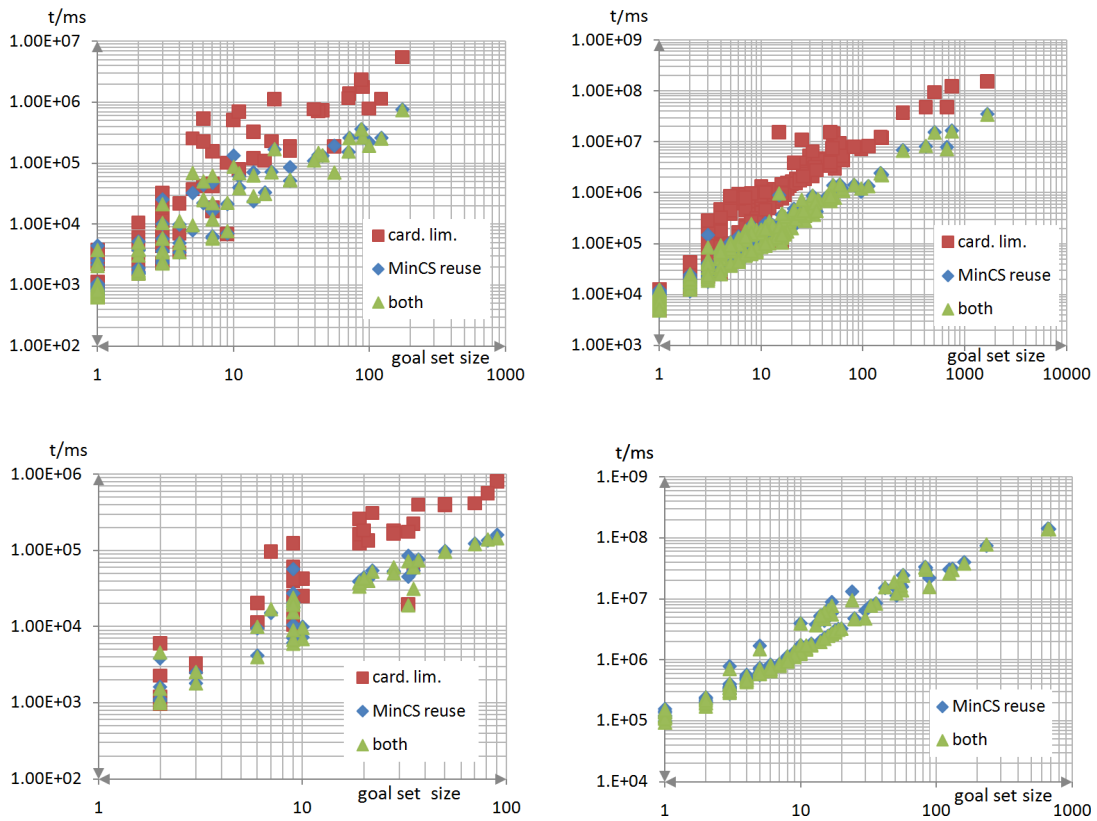 t/ms
1.00E+07
1.00E+06
1.00E+05
1.00E+04
1.00E+03
1.00E+02
card. lim.
MinCS reuse
both
goal set size
1 10 100 1000
t/ms
1.00E+09
1.00E+08
1.00E+07
1.00E+06
1.00E+05
1.00E+04
1.00E+03
card. lim.
MinCS reuse
both
goal set size
1 10 100 1000 10000
t/ms
1.00E+06
1.00E+05
1.00E+04
1.00E+03
1.00E+02
card. lim.
MinCS reuse
both
goal set size
1 10 100
t/ms
1.E+09
1.E+08
1.E+07
1.E+06
1.E+05
1.E+04
MinCS reuse
both
goal set size
1 10 100 1000